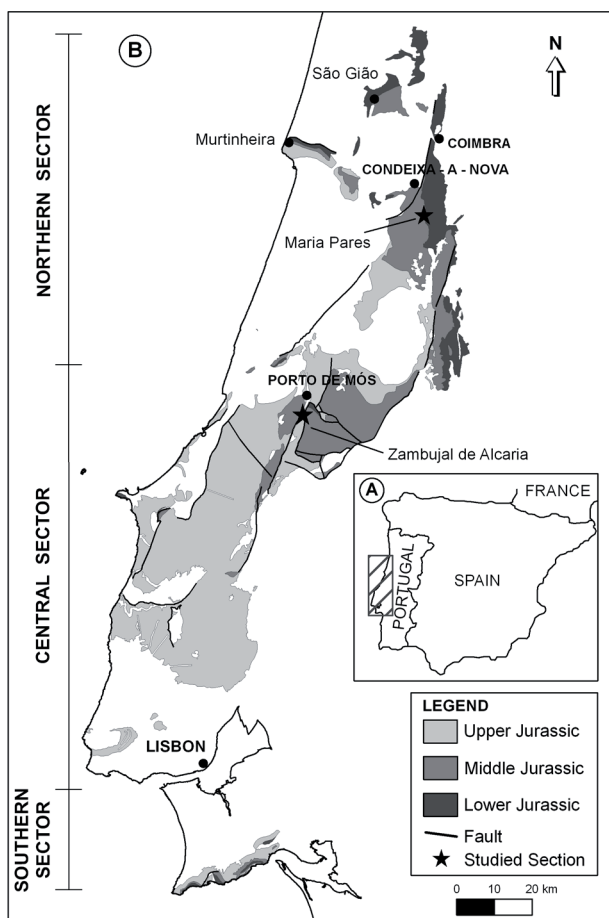 B
N
São Gião
Murtinheira
COIMBRA
CONDEIXA - A - NOVA
Maria Pares
NORTHERN SECTOR
PORTO DE MÓS
Zambujal de Alcaria
CENTRAL SECTOR
A
FRANCE
PORTUGAL
SPAIN
LISBON
SOUTHERN
SECTOR
LEGEND
Upper Jurassic
Middle Jurassic
Lower Jurassic
Fault
Studied Section
0 10 20 km